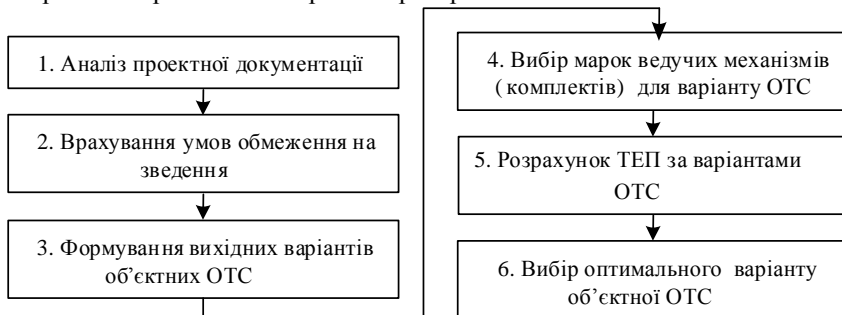 1. Аналіз проектної документації
2. Врахування умов обмеження на
зведення
3. Формування вихідних варіантів
об’єктних ОТС
4. Вибір марок ведучих механізмів
( комплектів) для варіанту ОТС
5. Розрахунок ТЕП за варіантами
ОТС
6. Вибір оптимального варіанту
об’єктної ОТС